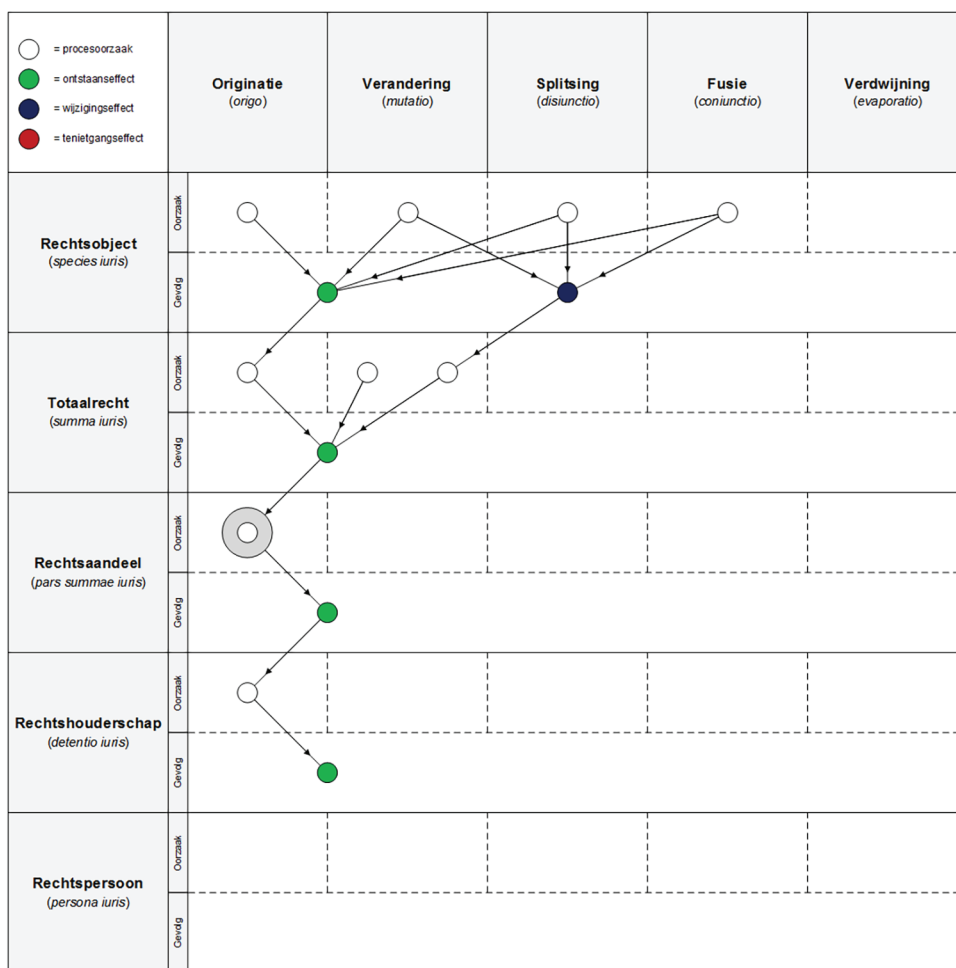 = procesoorzaak
= ontstaanseffect
= wijzigingseffect
= tenietgangseffect
Originatie
(origo)
Verandering
(mutatio)
Splitsing
(disiunctio)
Fusie
(coniunctio)
Verdwijning
(evaporatio)
Rechtsobject
(species iuris)
Oorzaak
Gevolg
Totaalrecht
(summa iuris)
Oorzaak
Gevolg
Rechtsaandeel
(pars summae iuris)
Oorzaak
Gevolg
Rechtshouderschap
(detentio iuris)
Oorzaak
Gevolg
Rechtspersoon
(persona iuris)
Oorzaak
Gevolg